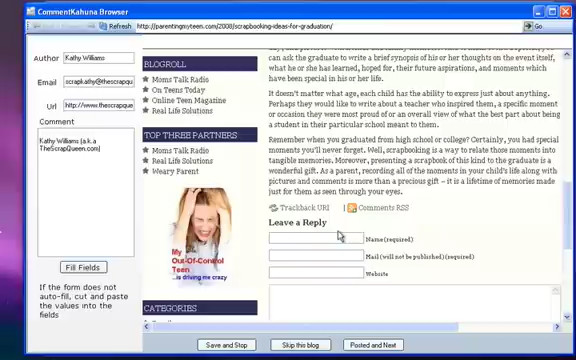 CommentKahuna Browser
Refresh
http://parentingmyteen.com/2008/scrapbooking-ideas-for-graduation/
Go
Author
Kathy Williams
Email
scrapkathy@thescrapque
Url
http://www.thescrapque
Comment
Kathy Williams (a.k.a
TheScrapQueen.com)
Fill Fields
If the form does not
auto-fill, cut and paste
the values into the
fields
BLOGROLL
Moms Talk Radio
On Teens Today
Online Teen Magazine
Real Life Solutions
TOP THREE PARTNERS
Moms Talk Radio
Real Life Solutions
Weary Parent
My
Out-Of-Control
Teen
...is driving me crazy
CATEGORIES
can ask the graduate to write a brief synopsis of his or her thoughts on the event itself,
what he or she has learned, hoped for, their future aspirations, and moments which
have been special in his or her life.
It doesn't matter what age, each child has the ability to express just about anything.
Perhaps they would like to write about a teacher who inspired them, a specific moment
or occasion they were most proud of or an overall view of what the best part about being
a student in their particular school meant to them.
Remember when you graduated from high school or college? Certainly, you had special
moments you'll never forget. Well, scrapbooking is a way to relate those moments into
tangible memories. Moreover, presenting a scrapbook of this kind to the graduate is a
wonderful gift. As a parent, recording all of the moments in your child's life along with
pictures and comments is more than a precious gift – it is a lifetime of memories made
just for them as seen through your eyes.
Trackback URI | Comments RSS
Leave a Reply
Name (required)
Mail (will not be published) (required)
Website
Save and Stop
Skip this blog
Posted and Next